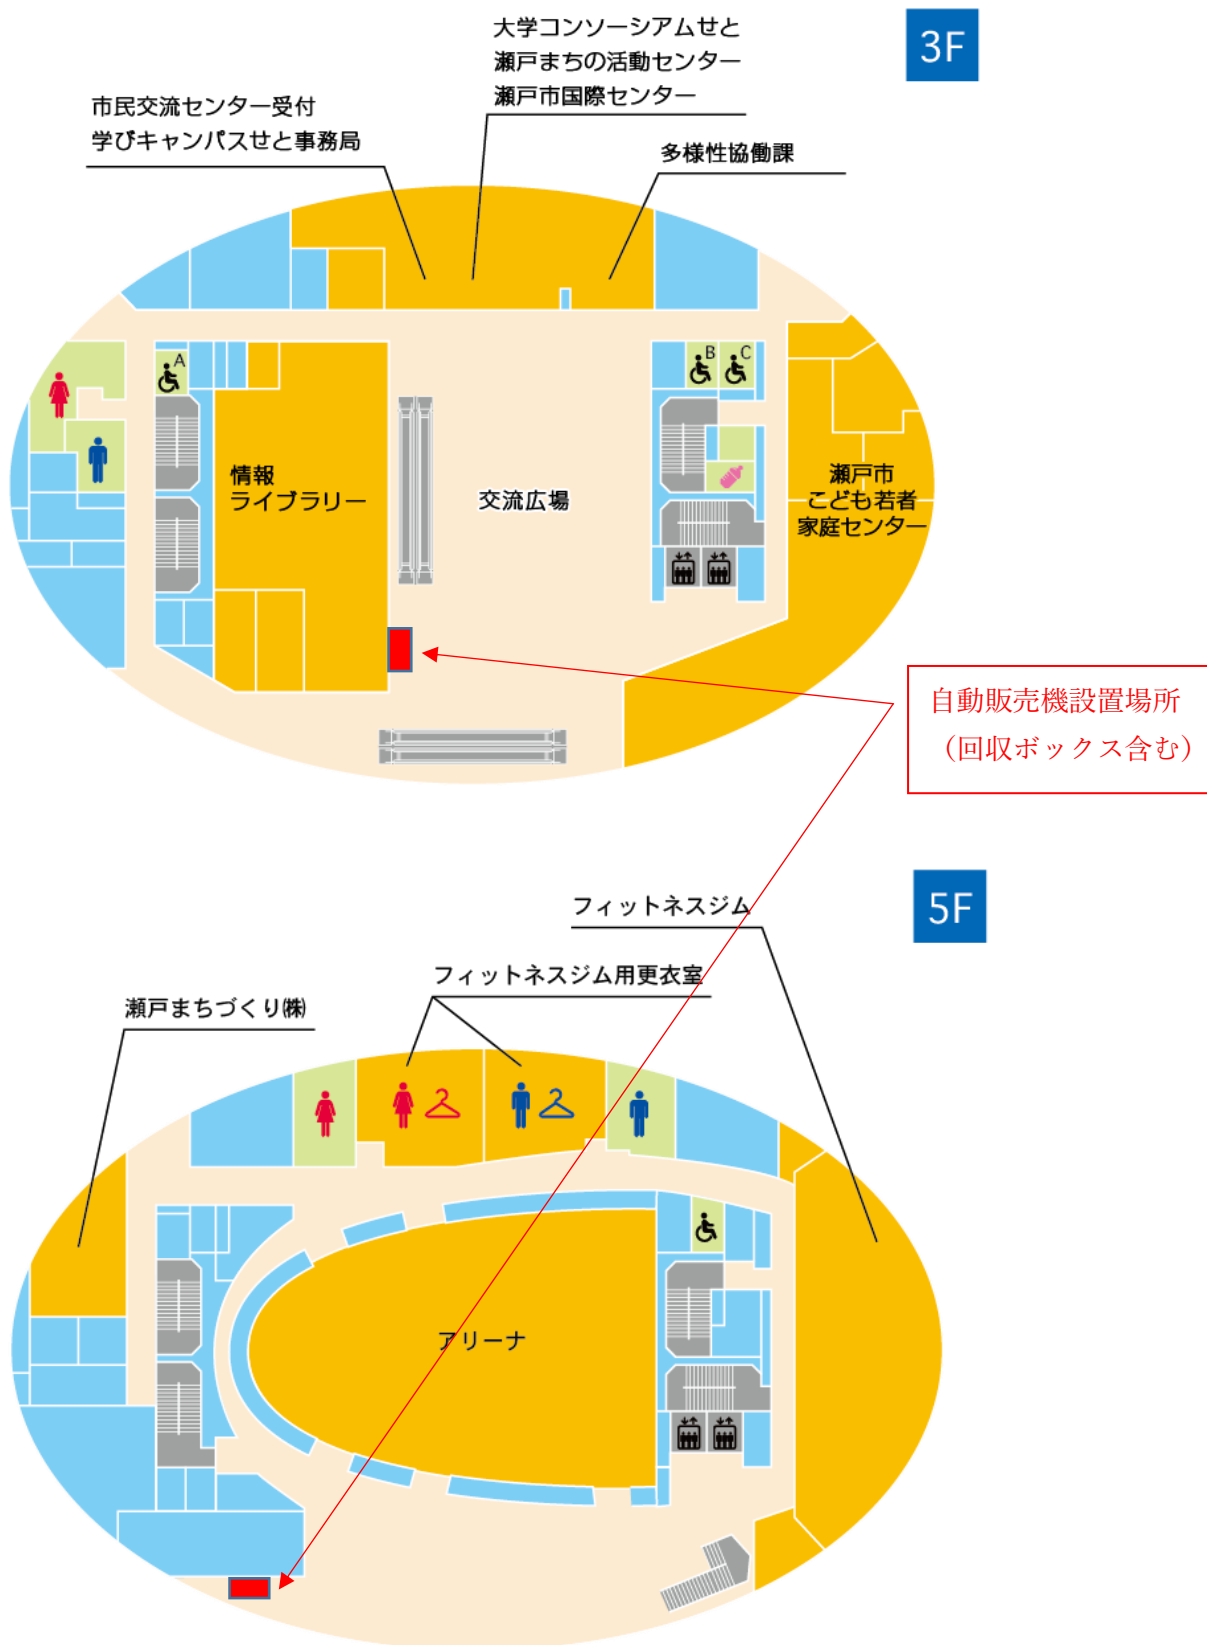 3F
大学コンソーシアムせと
瀬戸まちの活動センター
瀬戸市国際センター
市民交流センター受付
学びキャンパスせと事務局
多様性協働課
A
B
C
情報
ライブラリー
交流広場
瀬戸市
こども若者
家庭センター
自動販売機設置場所
（回収ボックス含む）
5F
フィットネスジム
フィットネスジム用更衣室
瀬戸まちづくり㈱
アリーナ